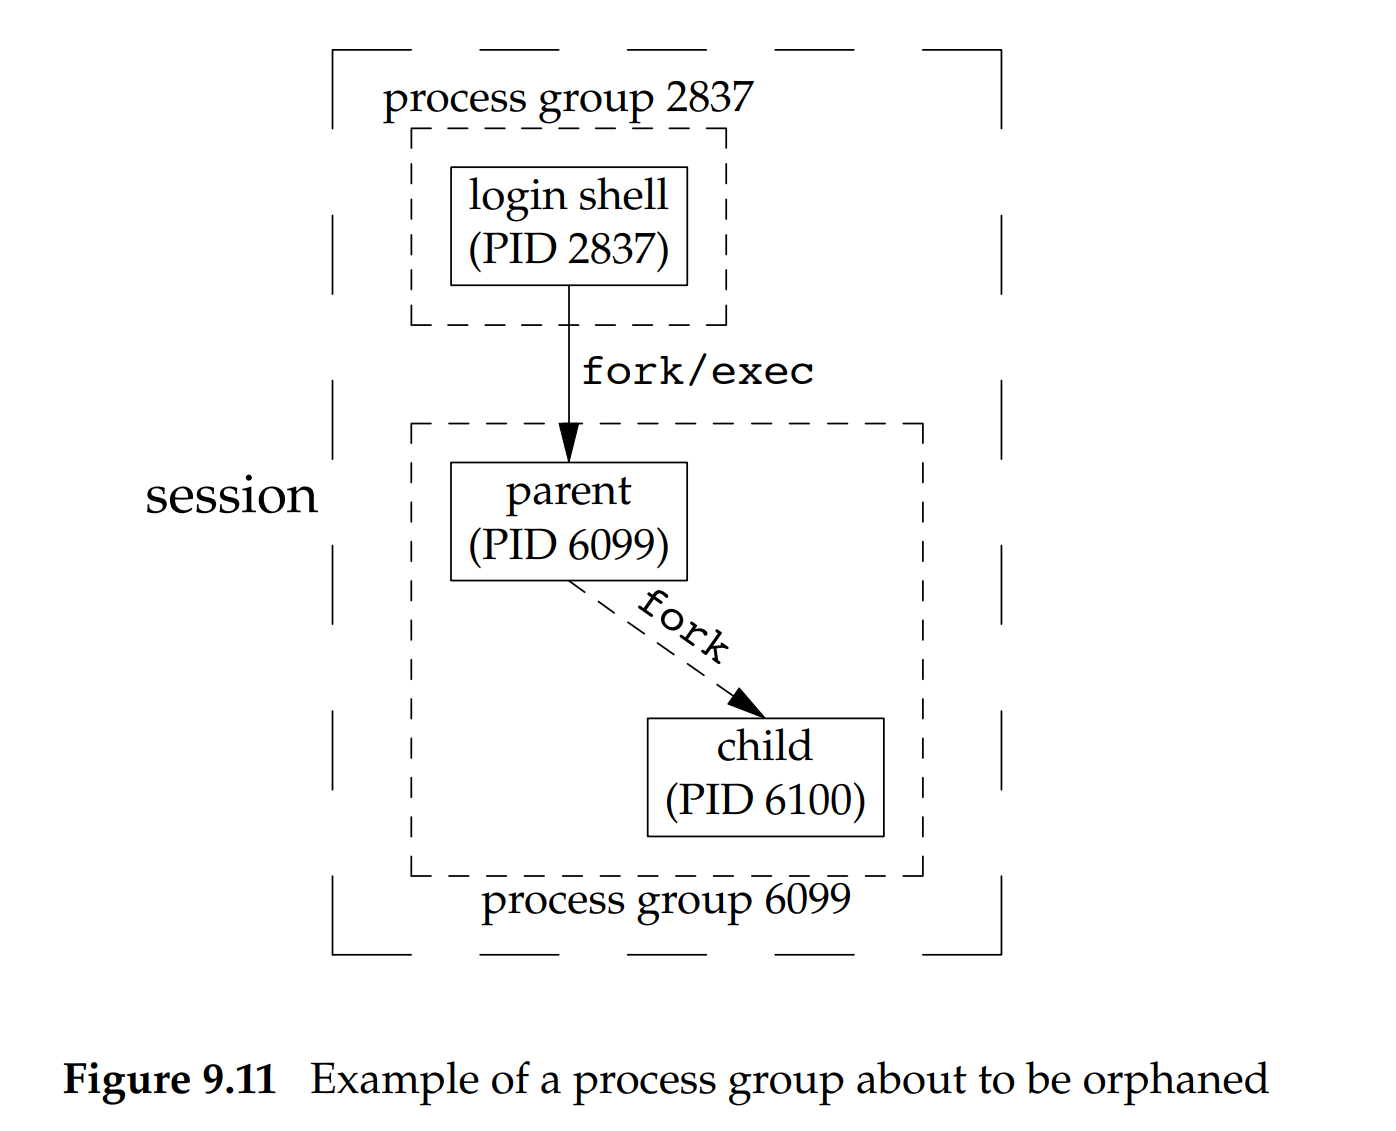 process group 2837
login shell
(PID 2837)
fork/exec
session
parent
(PID 6099)
fork
child
(PID 6100)
process group 6099
Figure 9.11 Example of a process group about to be orphaned